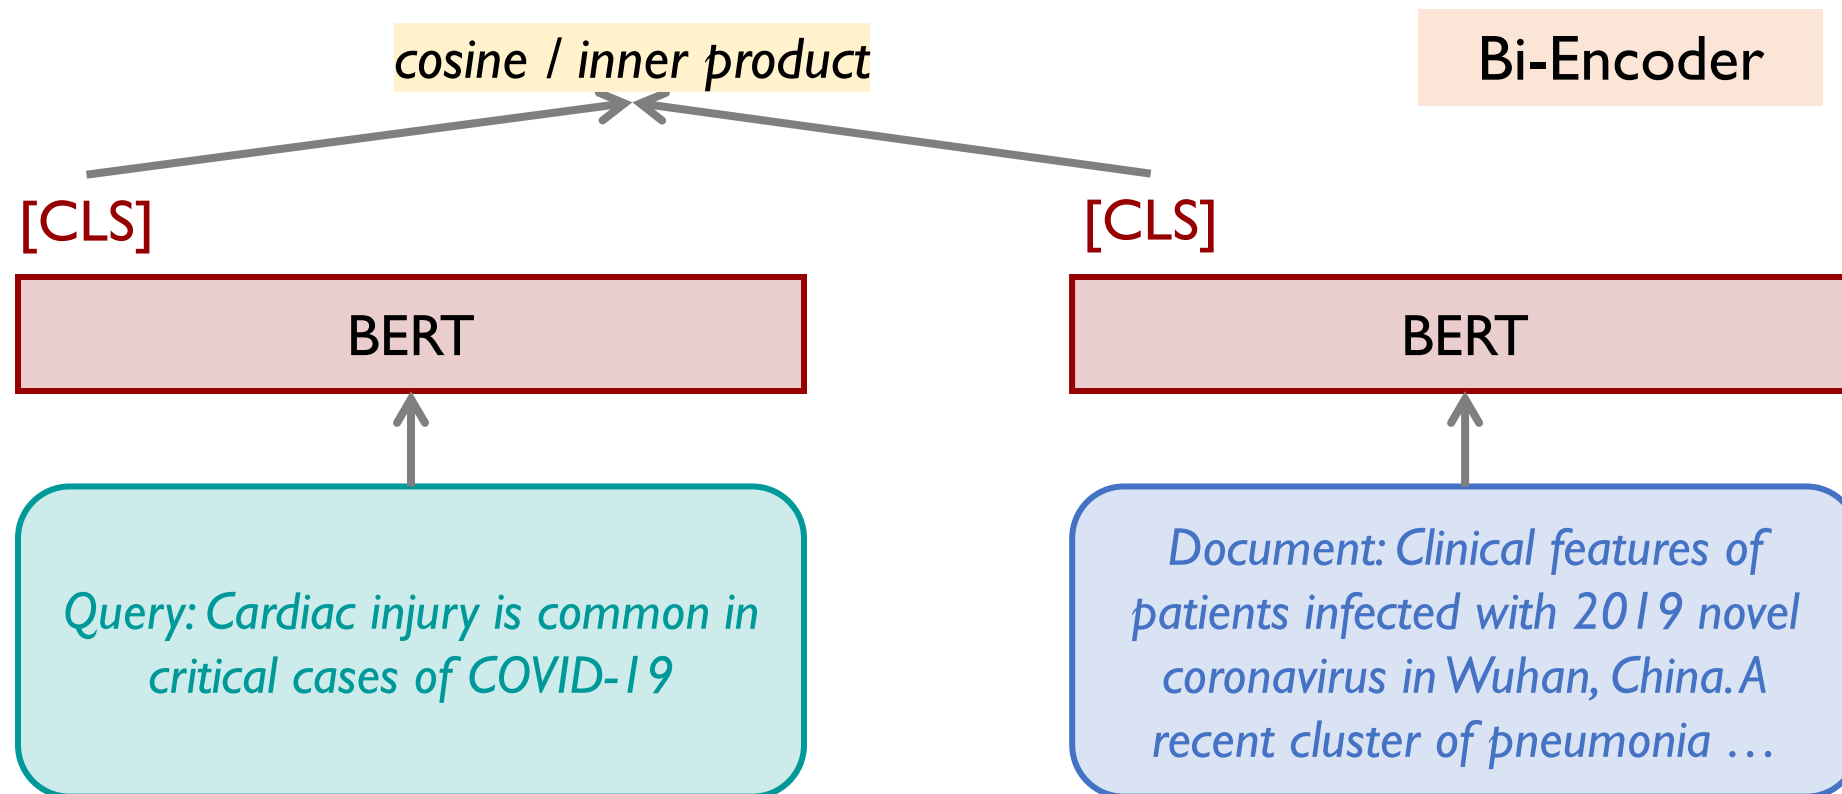 cosine / inner product
Bi-Encoder
[CLS]
[CLS]
BERT
BERT
Query: Cardiac injury is common in
critical cases of COVID-19
Document: Clinical features of
patients infected with 2019 novel
coronavirus in Wuhan, China. A
recent cluster of pneumonia …